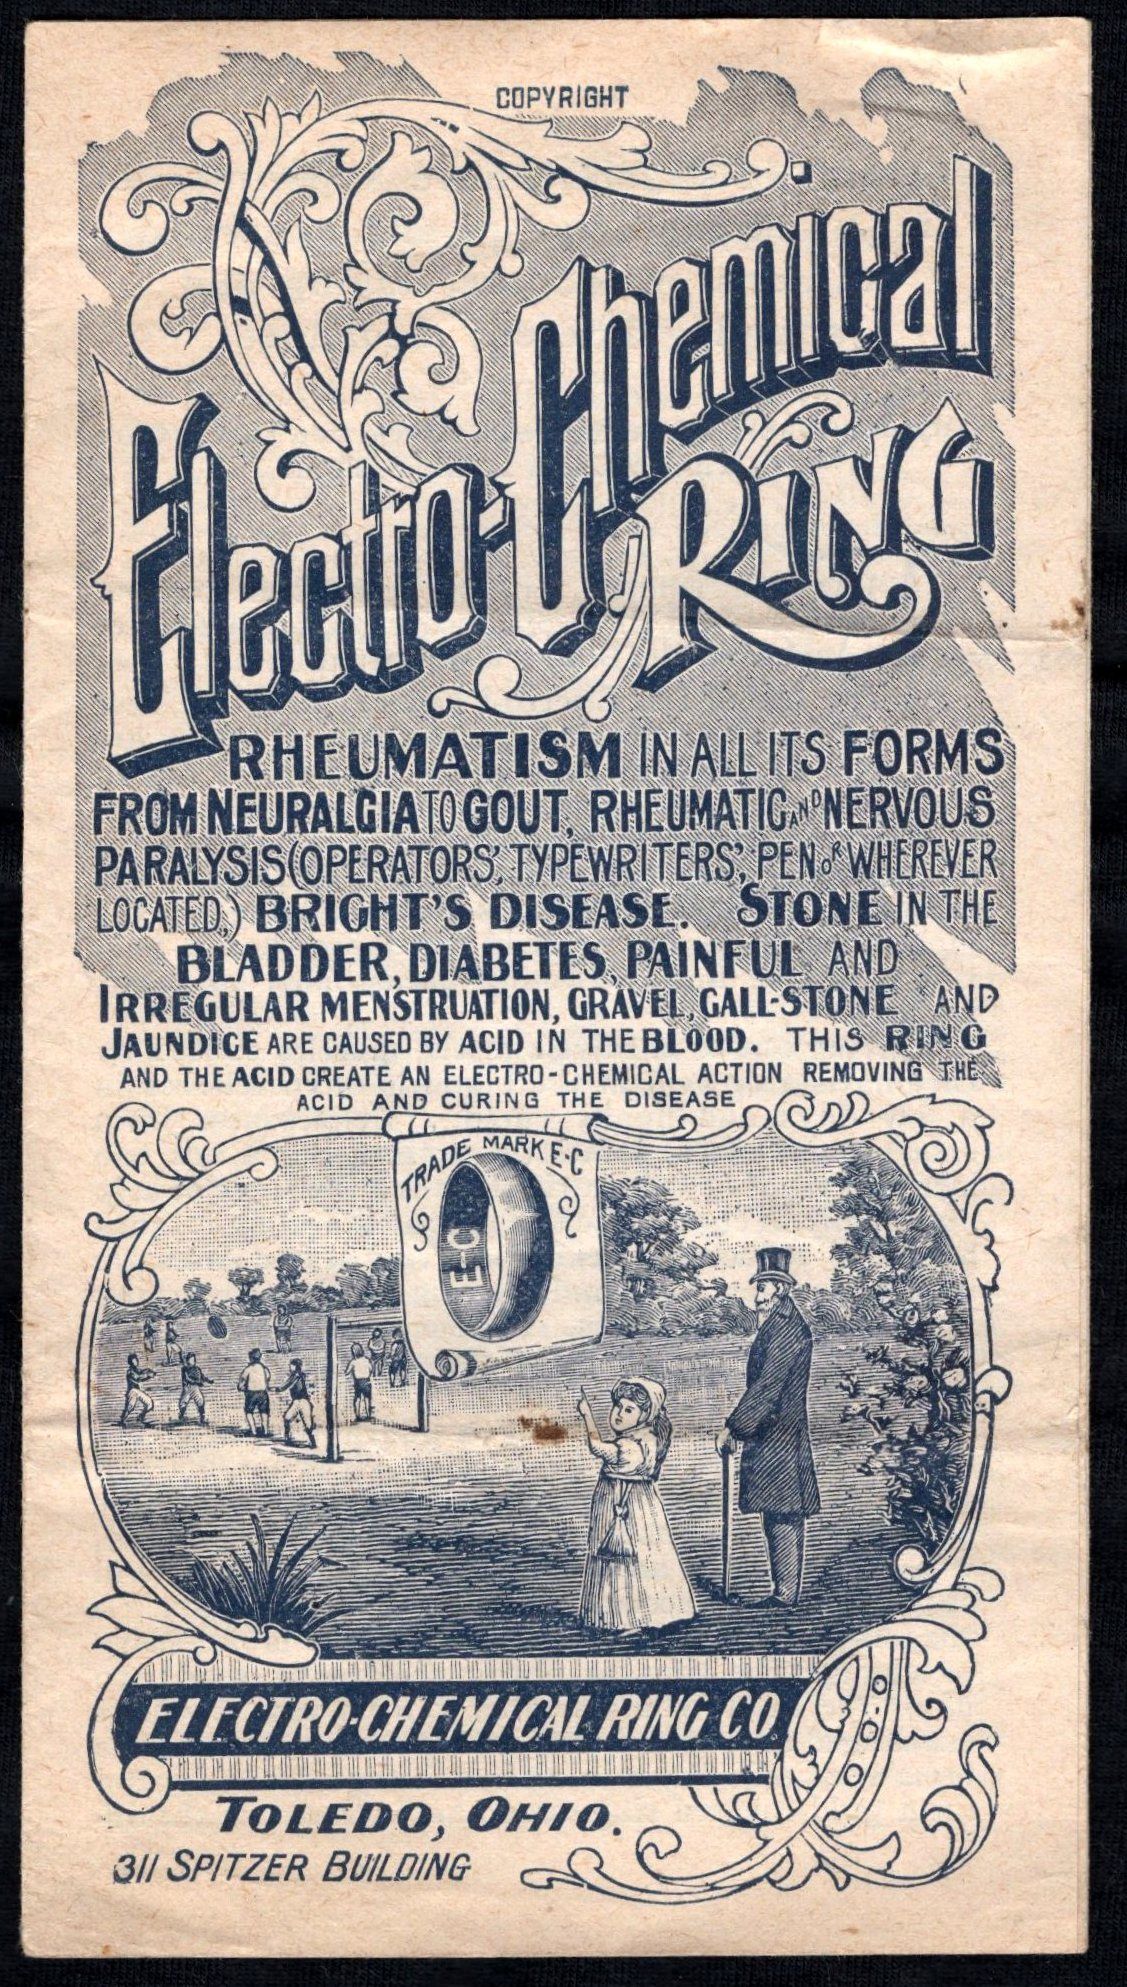 COPYRIGHT
Electro-Chemical
RING
RHEUMATISM IN ALL ITS FORMS
FROM NEURALGIA TO GOUT, RHEUMATIC AND NERVOUS
PARALYSIS (OPERATORS', TYPEWRITERS', PEN OR WHEREVER
LOCATED,) BRIGHT'S DISEASE. STONE IN THE
BLADDER, DIABETES, PAINFUL AND
IRREGULAR MENSTRUATION, GRAVEL, GALL-STONE AND
JAUNDICE ARE CAUSED BY ACID IN THE BLOOD. THIS RING
AND THE ACID CREATE AN ELECTRO-CHEMICAL ACTION REMOVING THE
ACID AND CURING THE DISEASE
TRADE MARK E-C
E-C
ELECTRO-CHEMICAL RING CO.
TOLEDO, OHIO.
311 SPITZER BUILDING